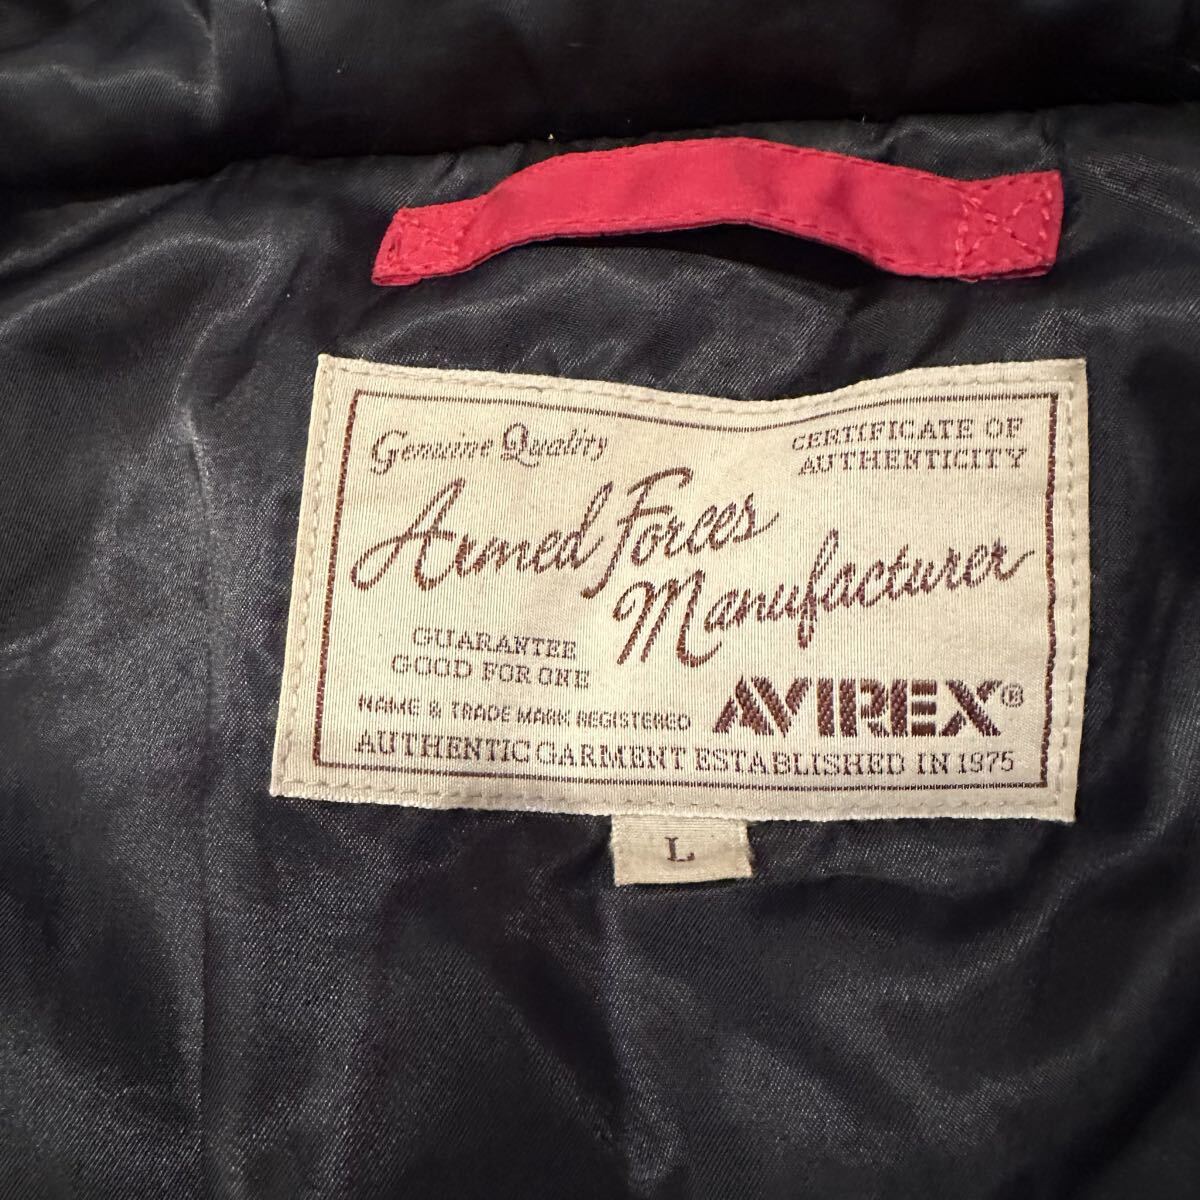 Genuine Quality
CERTIFICATE OF
AUTHENTICITY
Armed Forces
Manufacturer
GUARANTEE
GOOD FOR ONE
NAME & TRADE MARK REGISTERED
AVIREX®
AUTHENTIC GARMENT ESTABLISHED IN 1975
L